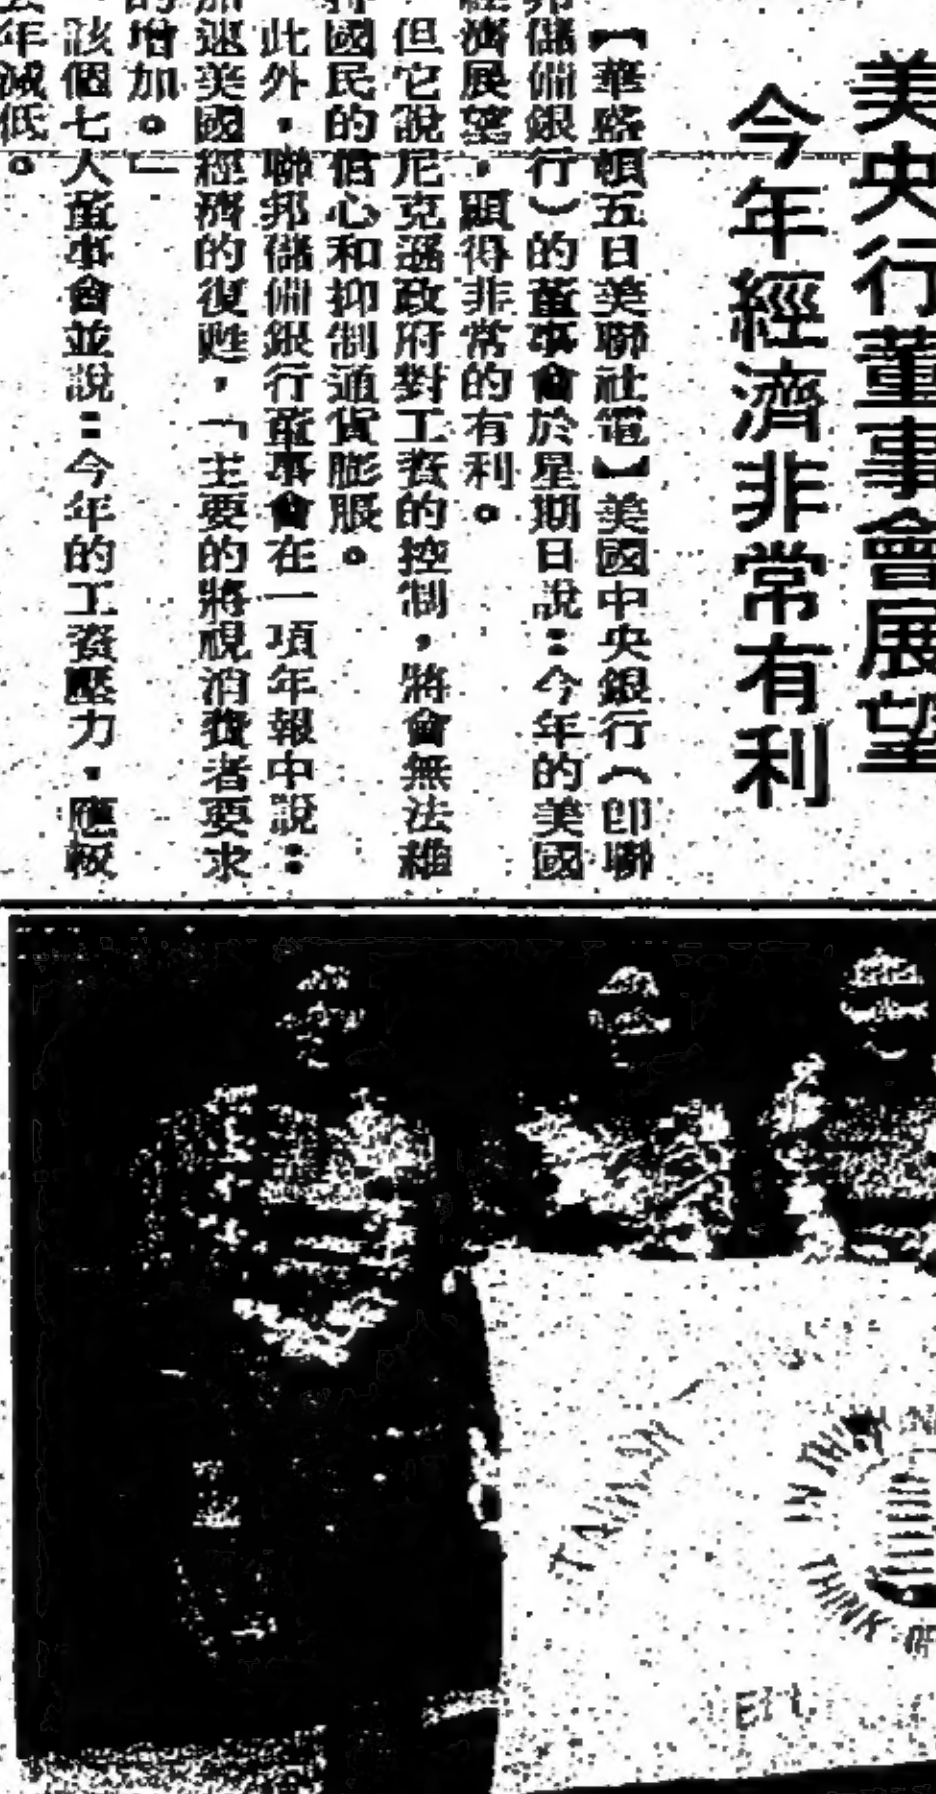 美央行董事會展望
今年經濟非常有利
【華盛頓五日美聯社電】美國中央銀行（即聯
邦儲備銀行）的董事會於星期日說：今年的美國
經濟展望，顯得非常的有利。
但它說尼克遜政府對工資的控制，將會無法維
持國民的信心和抑制通貨膨脹。
此外，聯邦儲備銀行董事會在一項年報中說：
加速美國經濟的復甦，「主要的將視消費者要求
的增加。」
該個七人董事會並說：今年的工資壓力，應較
去年減低。
TAIWAN
IN THIS
THINK